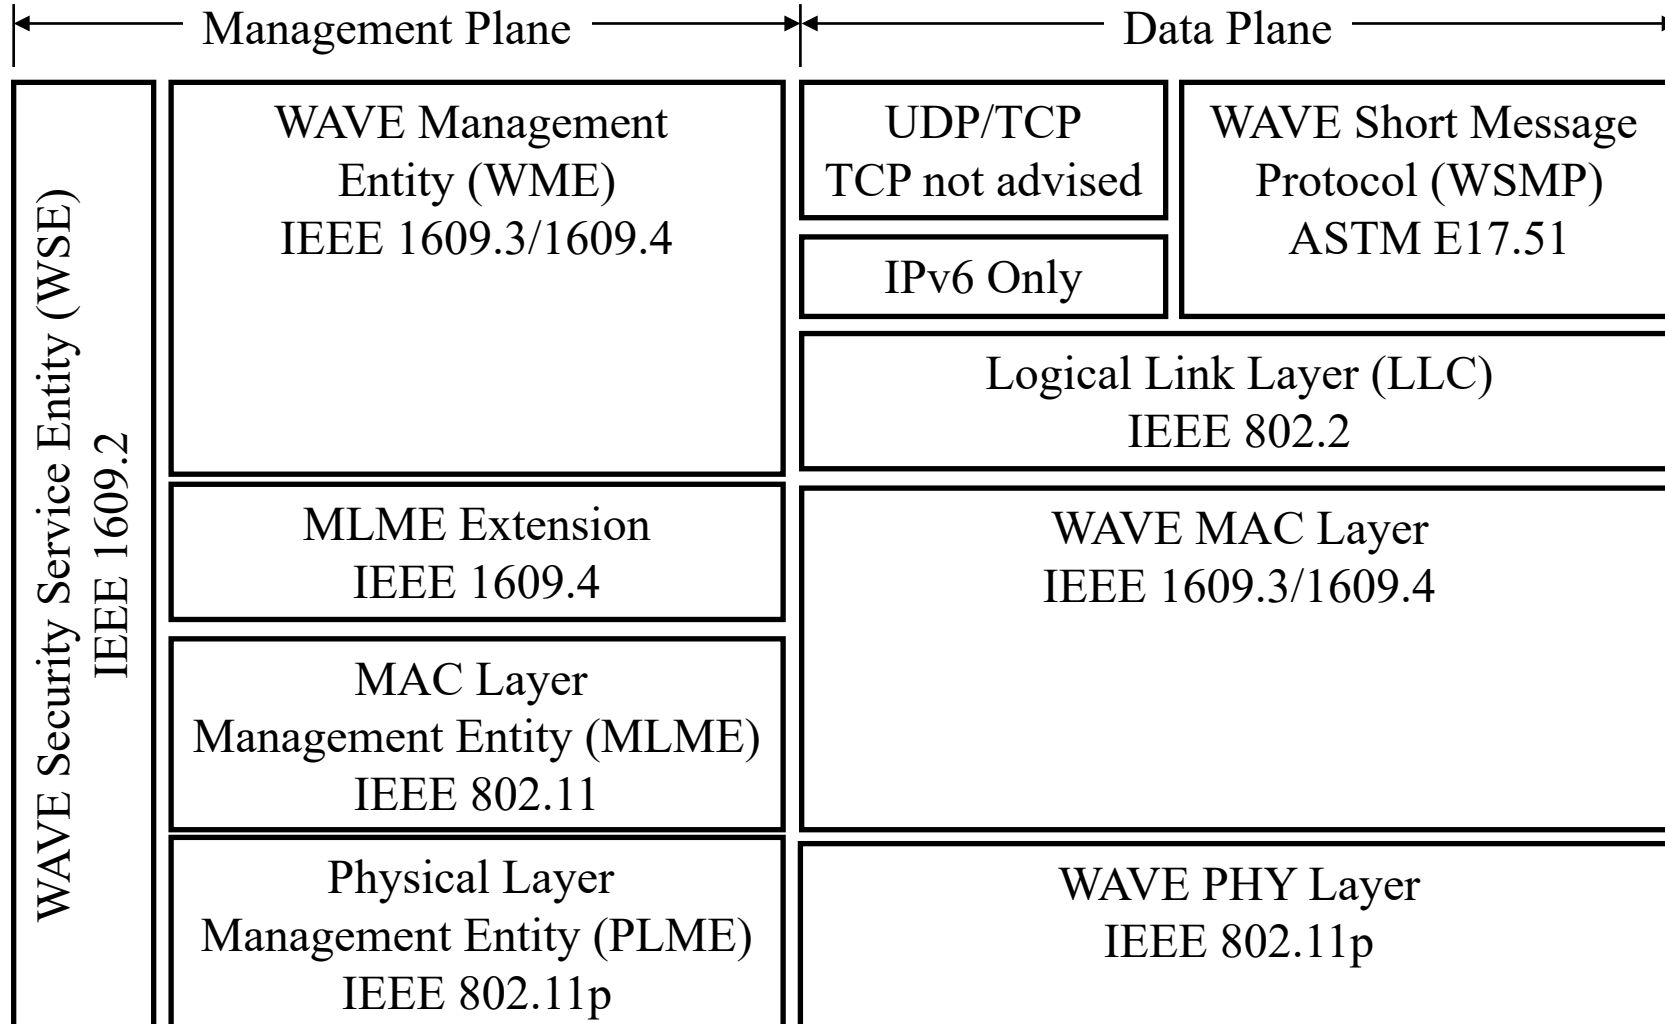 Management Plane
Data Plane
WAVE Security Service Entity (WSE)
IEEE 1609.2
WAVE Management
Entity (WME)
IEEE 1609.3/1609.4
MLME Extension
IEEE 1609.4
MAC Layer
Management Entity (MLME)
IEEE 802.11
Physical Layer
Management Entity (PLME)
IEEE 802.11p
UDP/TCP
TCP not advised
IPv6 Only
WAVE Short Message
Protocol (WSMP)
ASTM E17.51
Logical Link Layer (LLC)
IEEE 802.2
WAVE MAC Layer
IEEE 1609.3/1609.4
WAVE PHY Layer
IEEE 802.11p